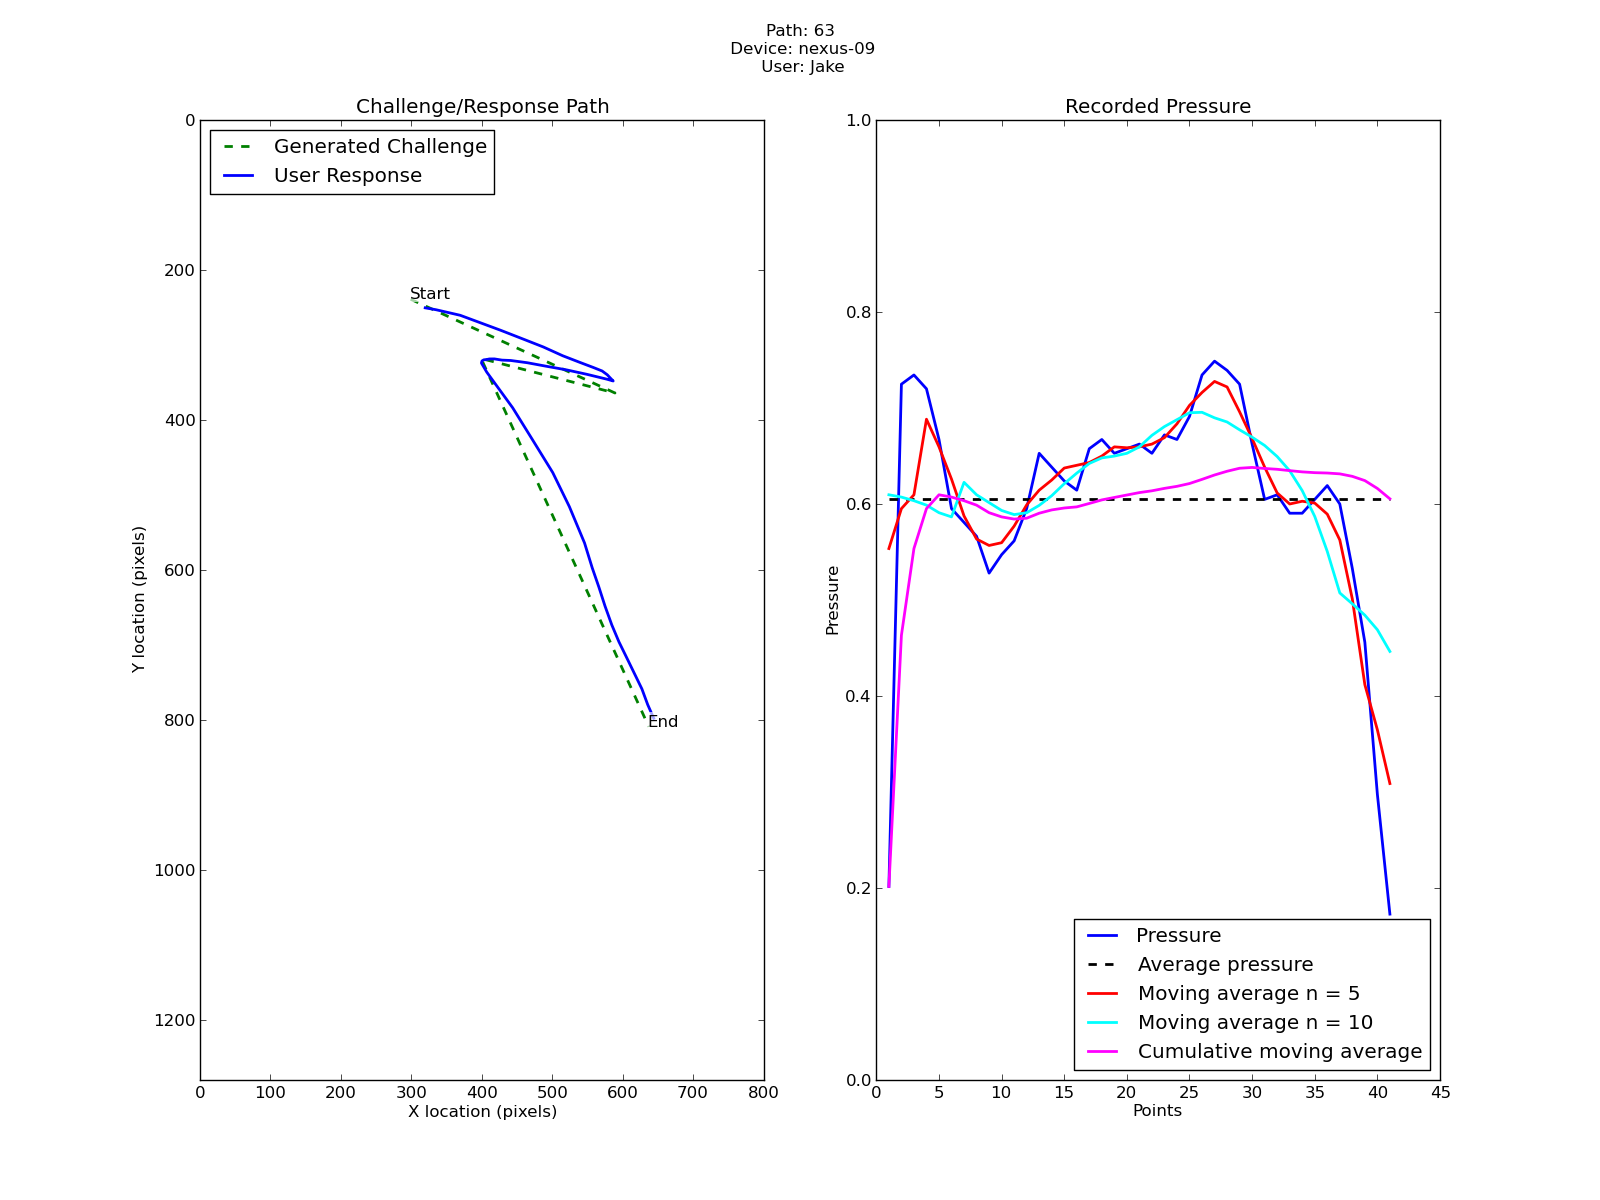 Path: 63
Device: nexus-09
User: Jake
Challenge/Response Path
Generated Challenge
User Response
Start
End
0
200
400
600
800
1000
1200
Y location (pixels)
0 100 200 300 400 500 600 700 800
X location (pixels)
Recorded Pressure
1.0
0.8
0.6
0.4
0.2
0.0
Pressure
Pressure
Average pressure
Moving average n = 5
Moving average n = 10
Cumulative moving average
0 5 10 15 20 25 30 35 40 45
Points